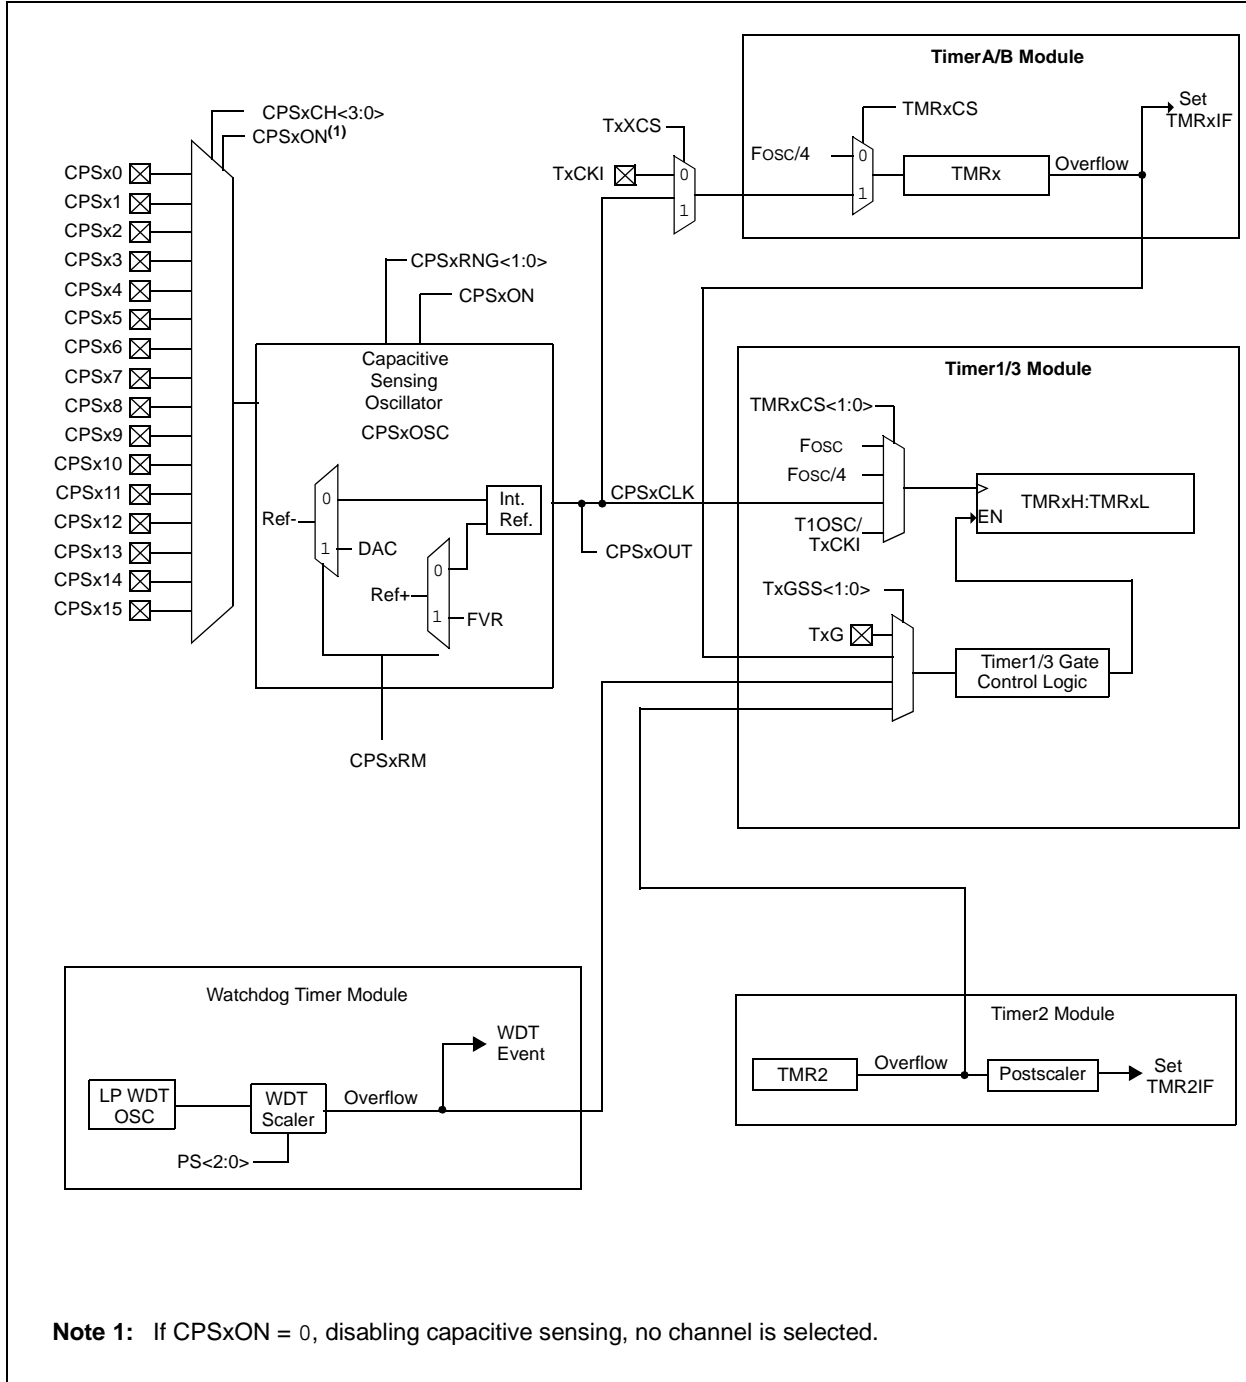 TimerA/B Module
CPSxCH<3:0>
CPSxON(1)
TMRxCS
Set
TMRxIF
TxXCS
FOSC/4
0
1
TMRx
Overflow
TxCKI
0
1
CPSx0
CPSx1
CPSx2
CPSx3
CPSx4
CPSx5
CPSx6
CPSx7
CPSx8
CPSx9
CPSx10
CPSx11
CPSx12
CPSx13
CPSx14
CPSx15
CPSxRNG<1:0>
CPSxON
Capacitive
Sensing
Oscillator
CPSxOSC
0
1
Ref-
DAC
Int.
Ref.
0
1
Ref+
FVR
CPSxRM
CPSxCLK
CPSxOUT
Timer1/3 Module
TMRxCS<1:0>
FOSC
FOSC/4
T1OSC/
TxCKI
TMRxH:TMRxL
EN
TxGSS<1:0>
TxG
Timer1/3 Gate
Control Logic
Watchdog Timer Module
WDT
Event
LP WDT
OSC
WDT
Scaler
Overflow
PS<2:0>
Timer2 Module
TMR2
Overflow
Postscaler
Set
TMR2IF
Note 1: If CPSxON = 0, disabling capacitive sensing, no channel is selected.